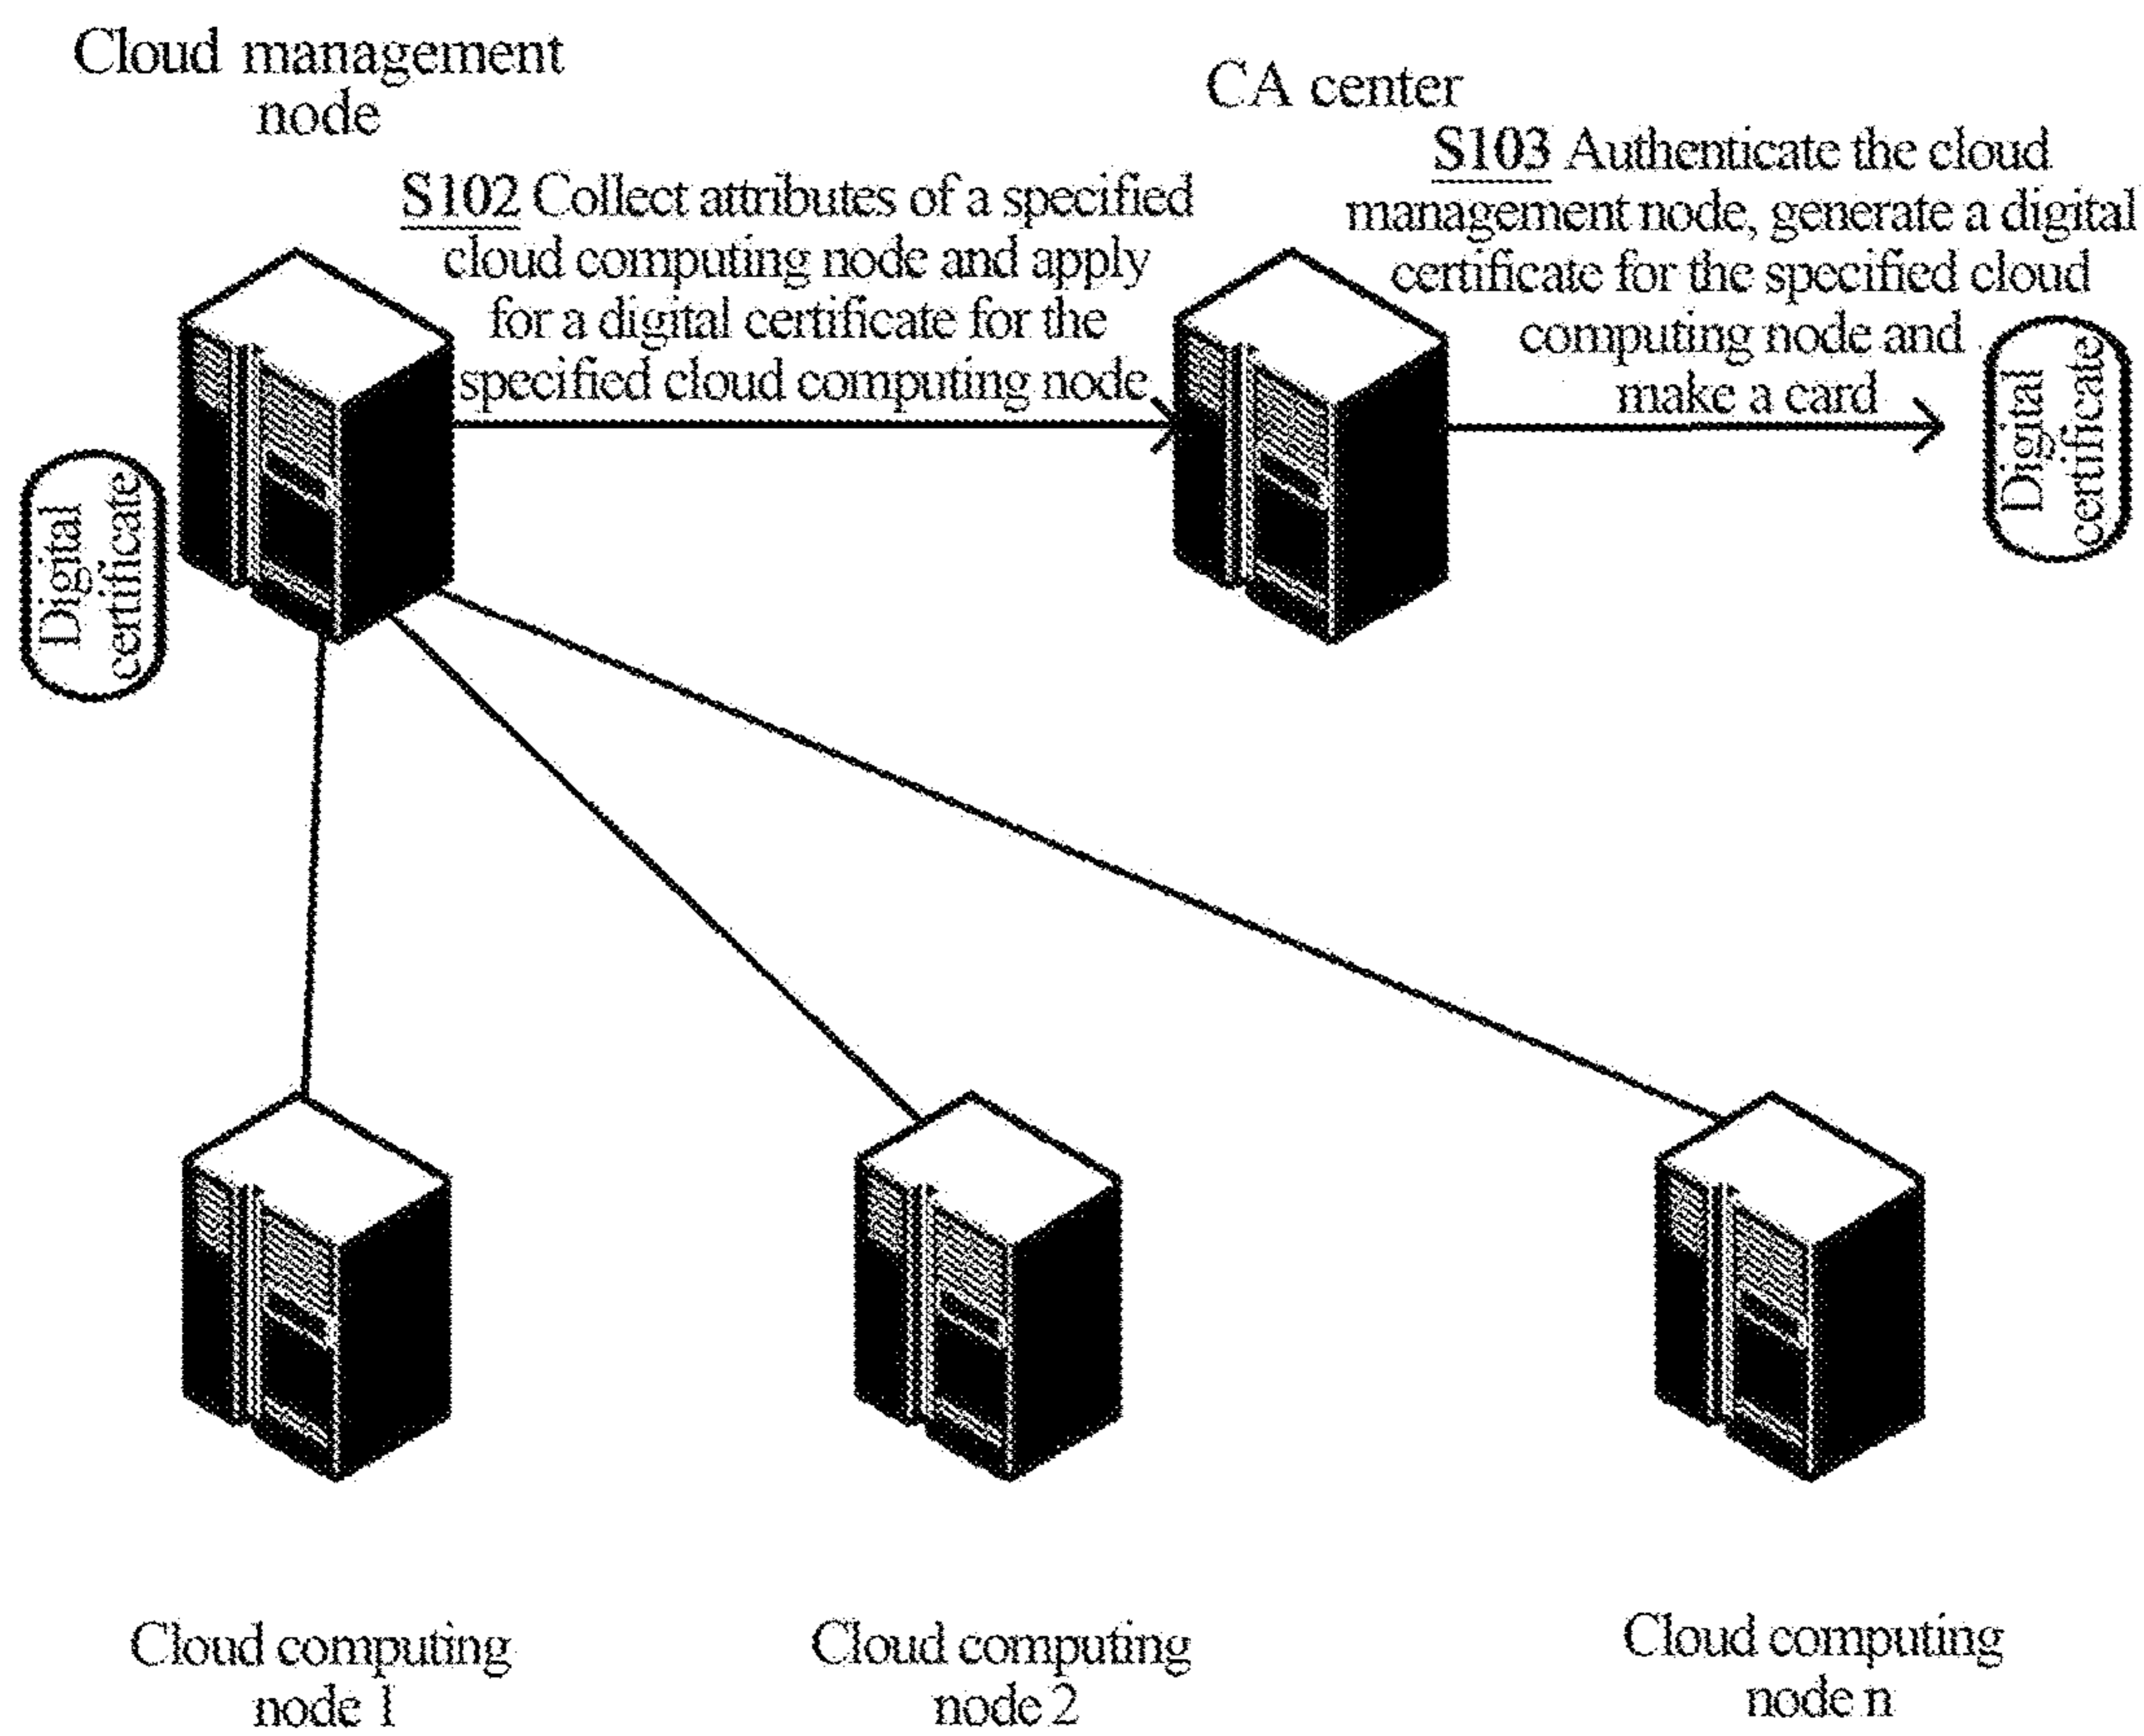 Cloud management
node
CA center
S102 Collect attributes of a specified
cloud computing node and apply
for a digital certificate for the
specified cloud computing node
S103 Authenticate the cloud
management node, generate a digital
certificate for the specified cloud
computing node and
make a card
Digital
certificate
Digital
certificate
Cloud computing
node 1
Cloud computing
node 2
Cloud computing
node n